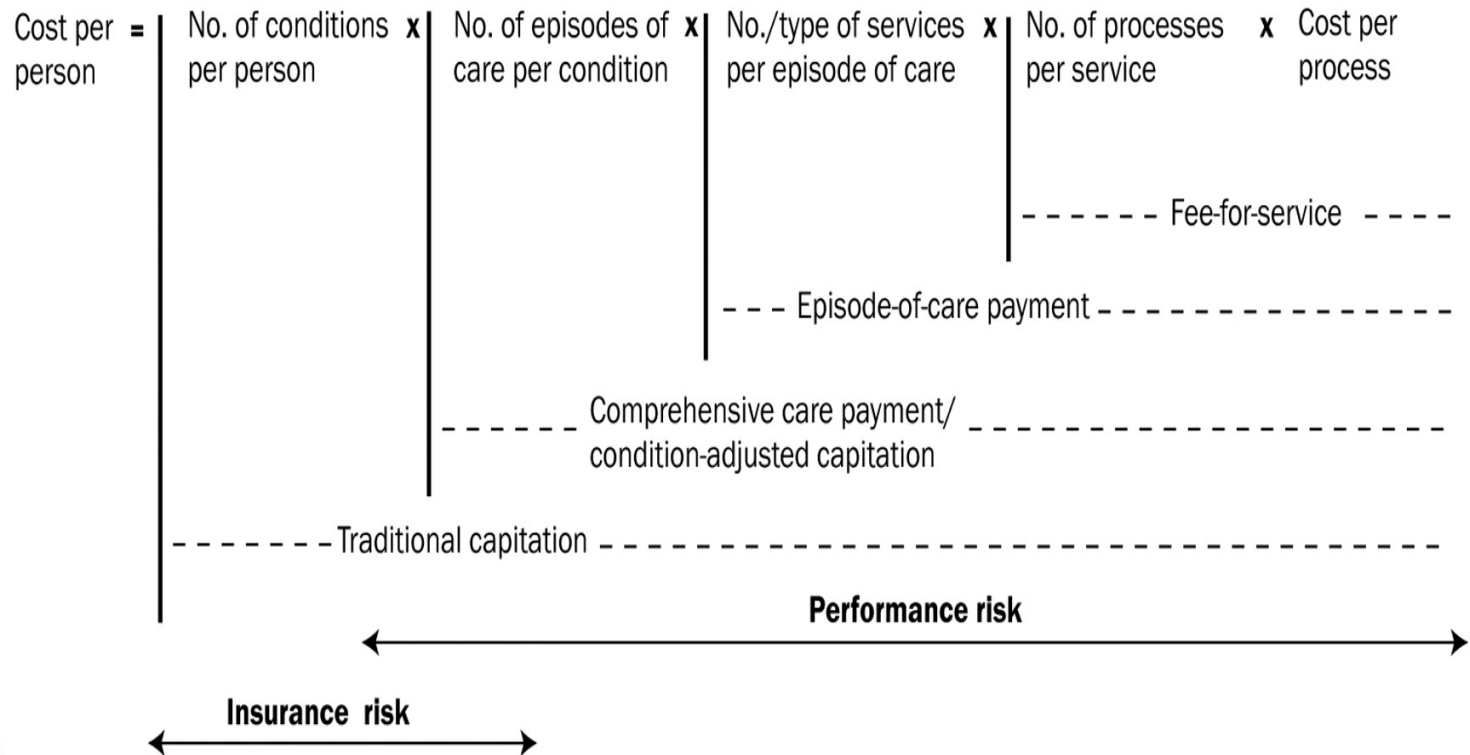 Cost per = No. of conditions x No. of episodes of x No./type of services x No. of processes x Cost per
person per person care per condition per episode of care per service process
Fee-for-service
Episode-of-care payment
Comprehensive care payment/
condition-adjusted capitation
Traditional capitation
Performance risk
Insurance risk